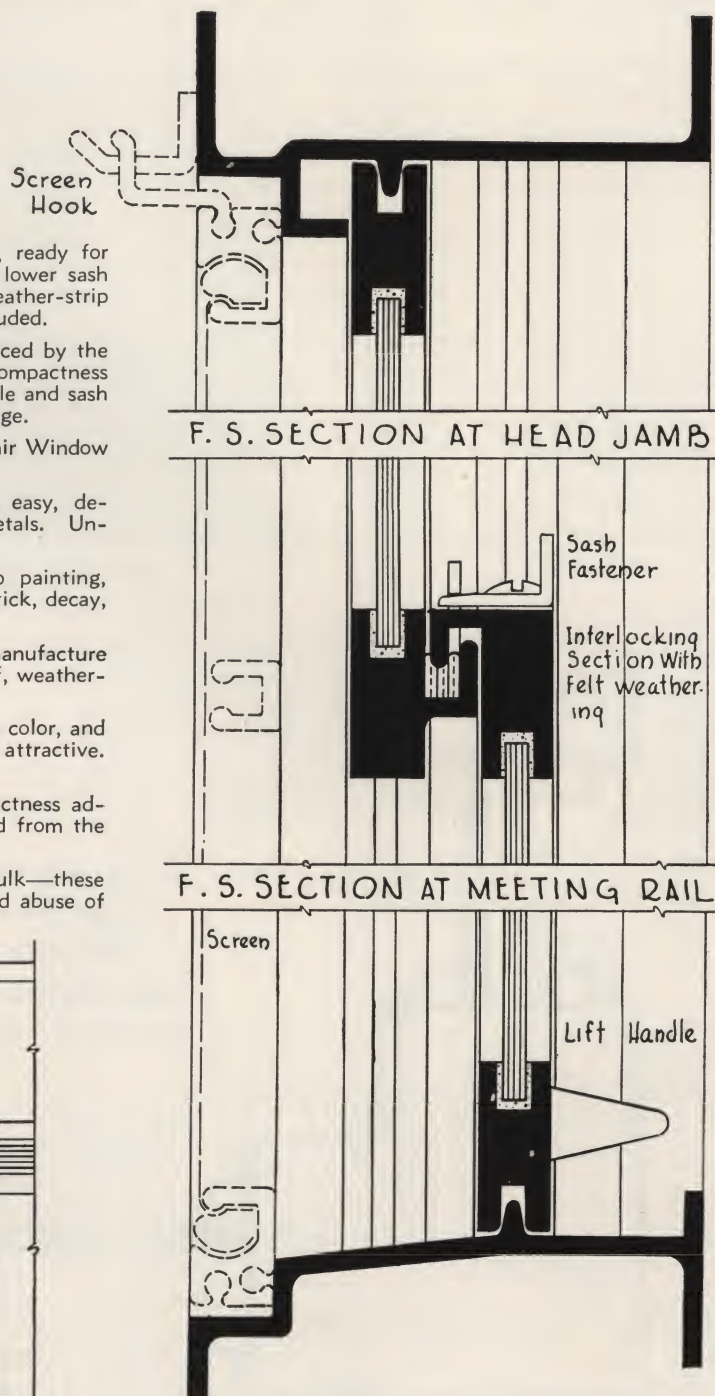 Screen
Hook
, ready for
lower sash
eather-strip
uded.
ced by the
ompactness
le and sash
ge.
air Window
easy, de-
etals. Un-
o painting,
rick, decay,
anufacture
f, weather-
color, and
attractive.
ctness ad-
d from the
ulk—these
d abuse of
F. S. SECTION AT HEAD JAMB
Sash
Fastener
Interlocking
Section With
Felt weather-
ing
F. S. SECTION AT MEETING RAIL
Screen
Lift Handle